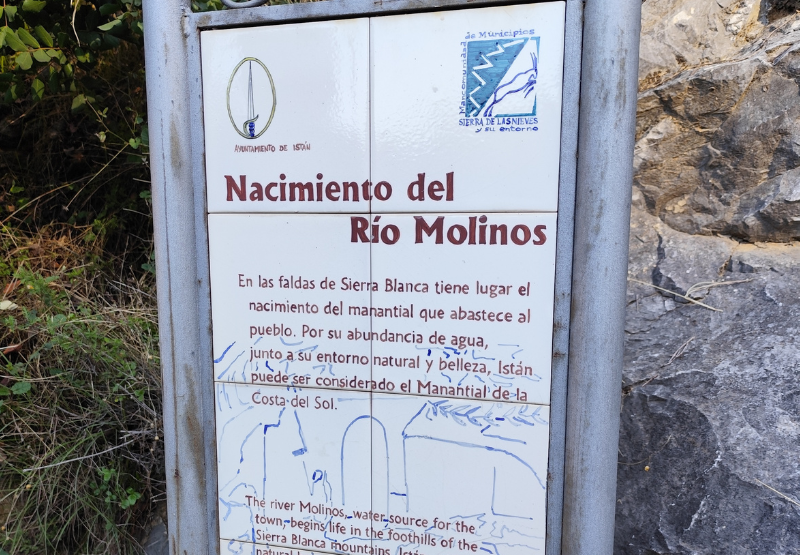 AYUNTAMIENTO DE ISTÁN
Mancomunidad de Municipios
SIERRA DE LAS NIEVES
y su entorno
Nacimiento del
Río Molinos
En las faldas de Sierra Blanca tiene lugar el
nacimiento del manantial que abastece al
pueblo. Por su abundancia de agua,
junto a su entorno natural y belleza, Istán
puede ser considerado el Manantial de la
Costa del Sol.
The river Molinos, water source for the
town, begins life in the foothills of the
Sierra Blanca mountains. Istán
natural